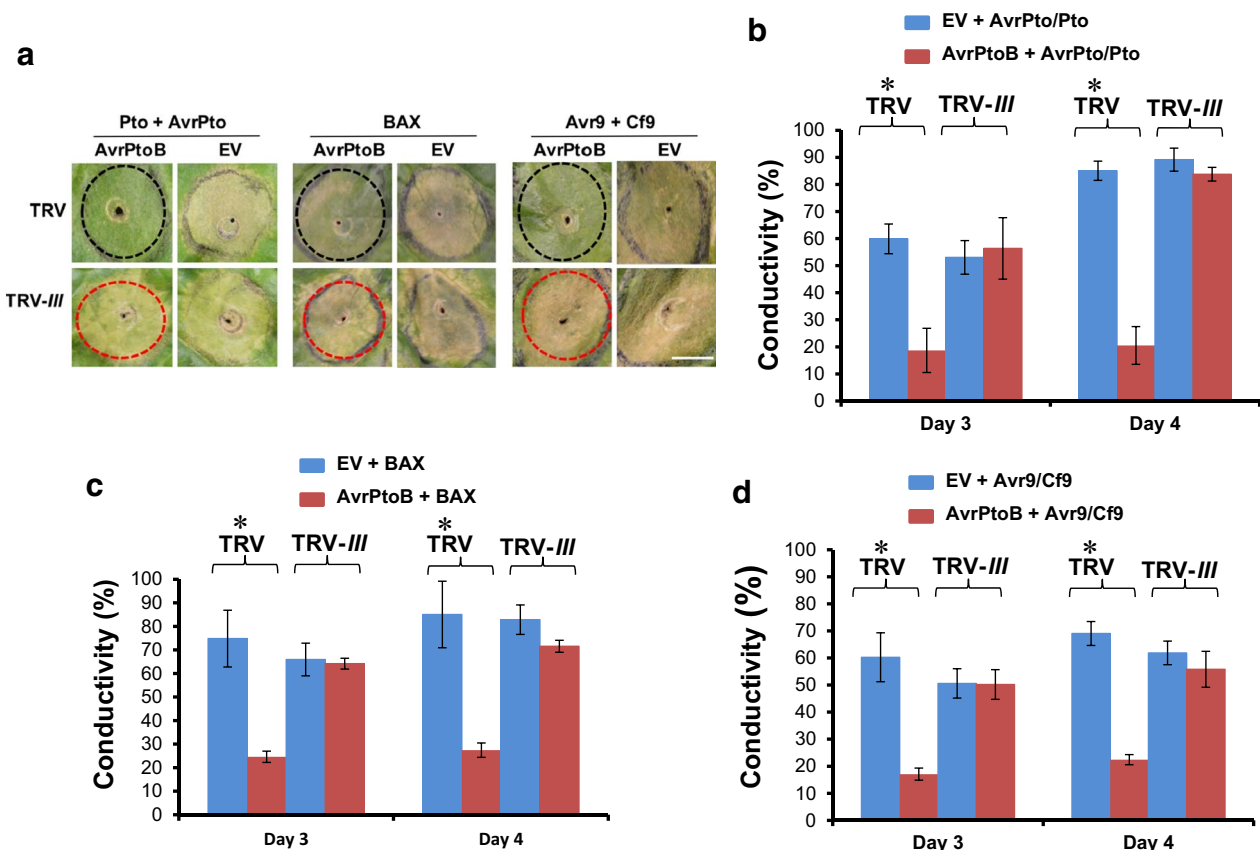 a
Pto + AvrPto
BAX
Avr9 + Cf9
AvrPtoB
EV
AvrPtoB
EV
AvrPtoB
EV
TRV
TRV-III
b
EV + AvrPto/Pto
AvrPtoB + AvrPto/Pto
* *
TRV TRV-III TRV TRV-III
Conductivity (%)
100
90
80
70
60
50
40
30
20
10
0
Day 3
Day 4
c
EV + BAX
AvrPtoB + BAX
* *
TRV TRV-III TRV TRV-III
Conductivity (%)
100
90
80
70
60
50
40
30
20
10
0
Day 3
Day 4
d
EV + Avr9/Cf9
AvrPtoB + Avr9/Cf9
* *
TRV TRV-III TRV TRV-III
Conductivity (%)
100
90
80
70
60
50
40
30
20
10
0
Day 3
Day 4